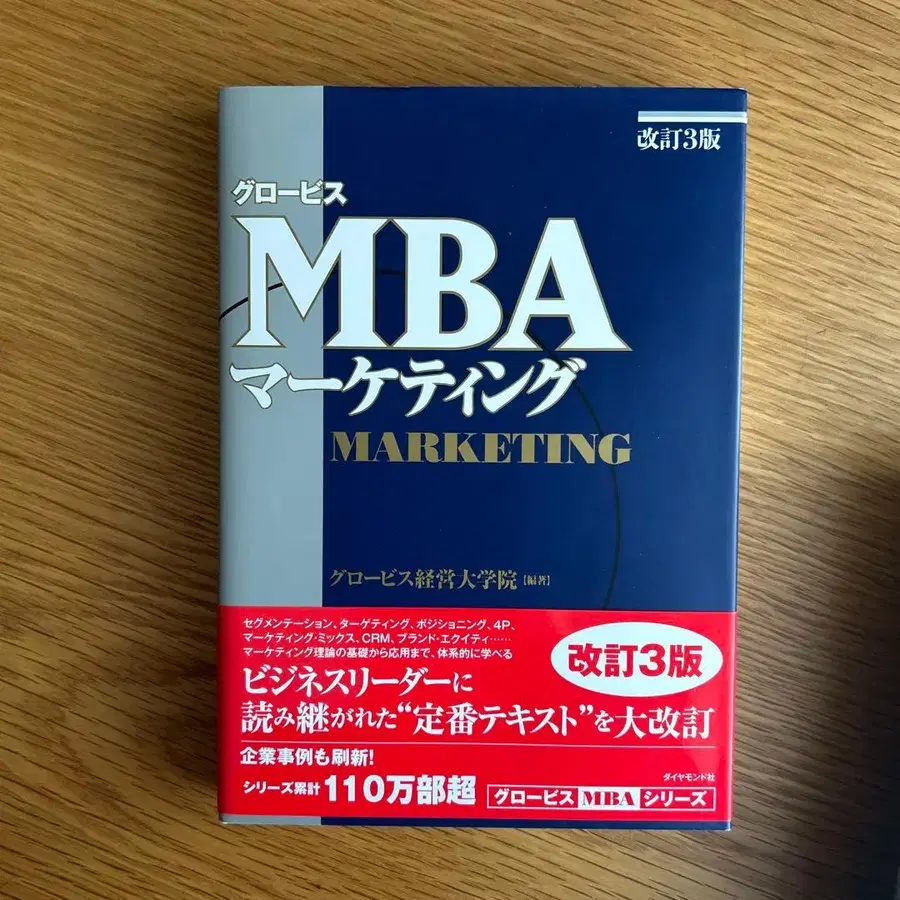 改訂3版
グロービス
MBA
マーケティング
MARKETING
グロービス経営大学院【編著】
セグメンテーション、ターゲティング、ポジショニング、4P、
マーケティング・ミックス、CRM、ブランド・エクイティ……
マーケティング理論の基礎から応用まで、体系的に学べる
改訂3版
ビジネスリーダーに
読み継がれた“定番テキスト”を大改訂
企業事例も刷新!
シリーズ累計110万部超
ダイヤモンド社
グロービス MBA シリーズ